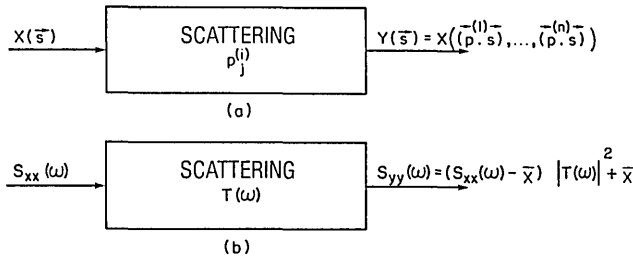 X(s⃗) SCATTERING p_j^(i) Y(s⃗) = X((p⃗^(1).s⃗),...,(p⃗^(n).s⃗))
(a)
S_xx(ω) SCATTERING T(ω) S_yy(ω)=(S_xx(ω)- x̄) |T(ω)|²+x̄
(b)